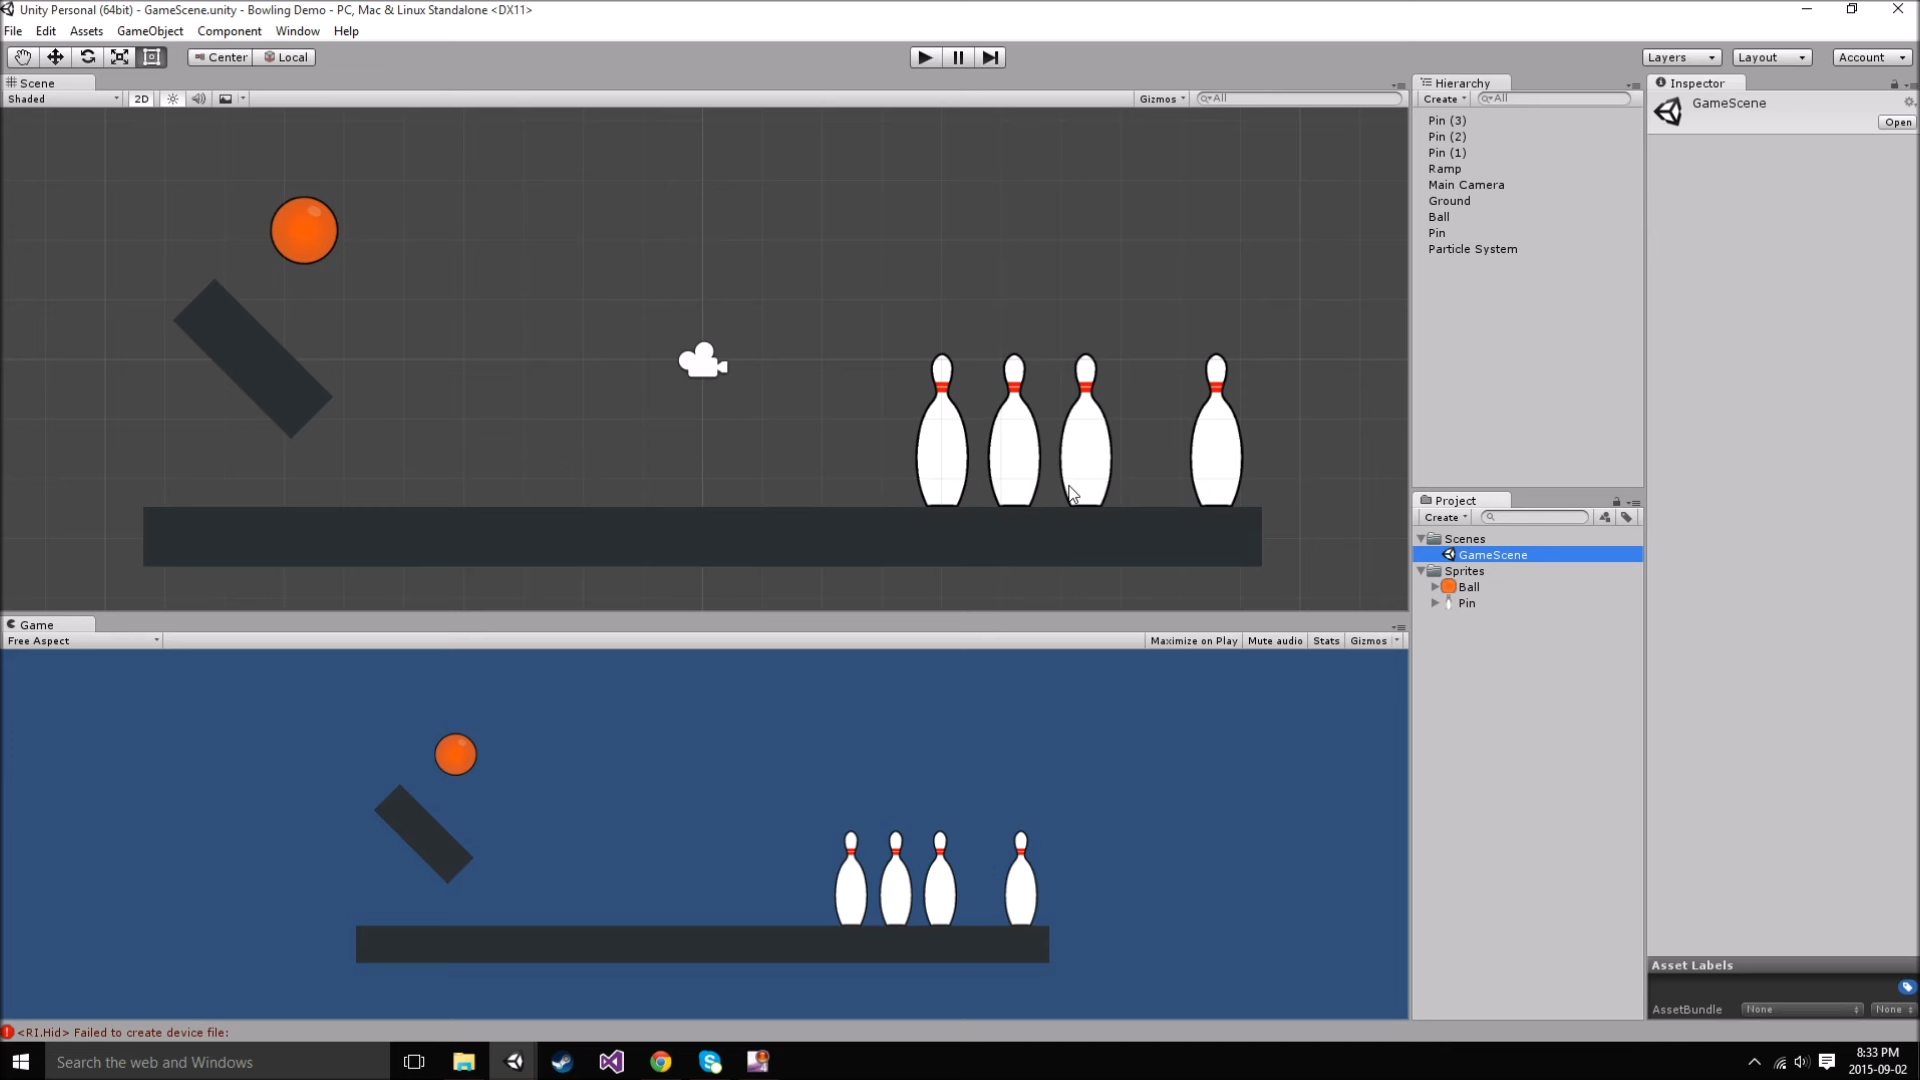 Unity Personal (64bit) - GameScene.unity - Bowling Demo - PC, Mac & Linux Standalone <DX11>
File Edit Assets GameObject Component Window Help
Center Local
Layers Layout Account
Scene
Hierarchy
Inspector
Shaded 2D
Gizmos All
Create All
GameScene
Open
Pin (3)
Pin (2)
Pin (1)
Ramp
Main Camera
Ground
Ball
Pin
Particle System
Project
Create
Scenes
GameScene
Sprites
Ball
Pin
Game
Free Aspect
Maximize on Play Mute audio Stats Gizmos
Asset Labels
AssetBundle None None
<RI.Hid> Failed to create device file:
Search the web and Windows
8:33 PM
2015-09-02